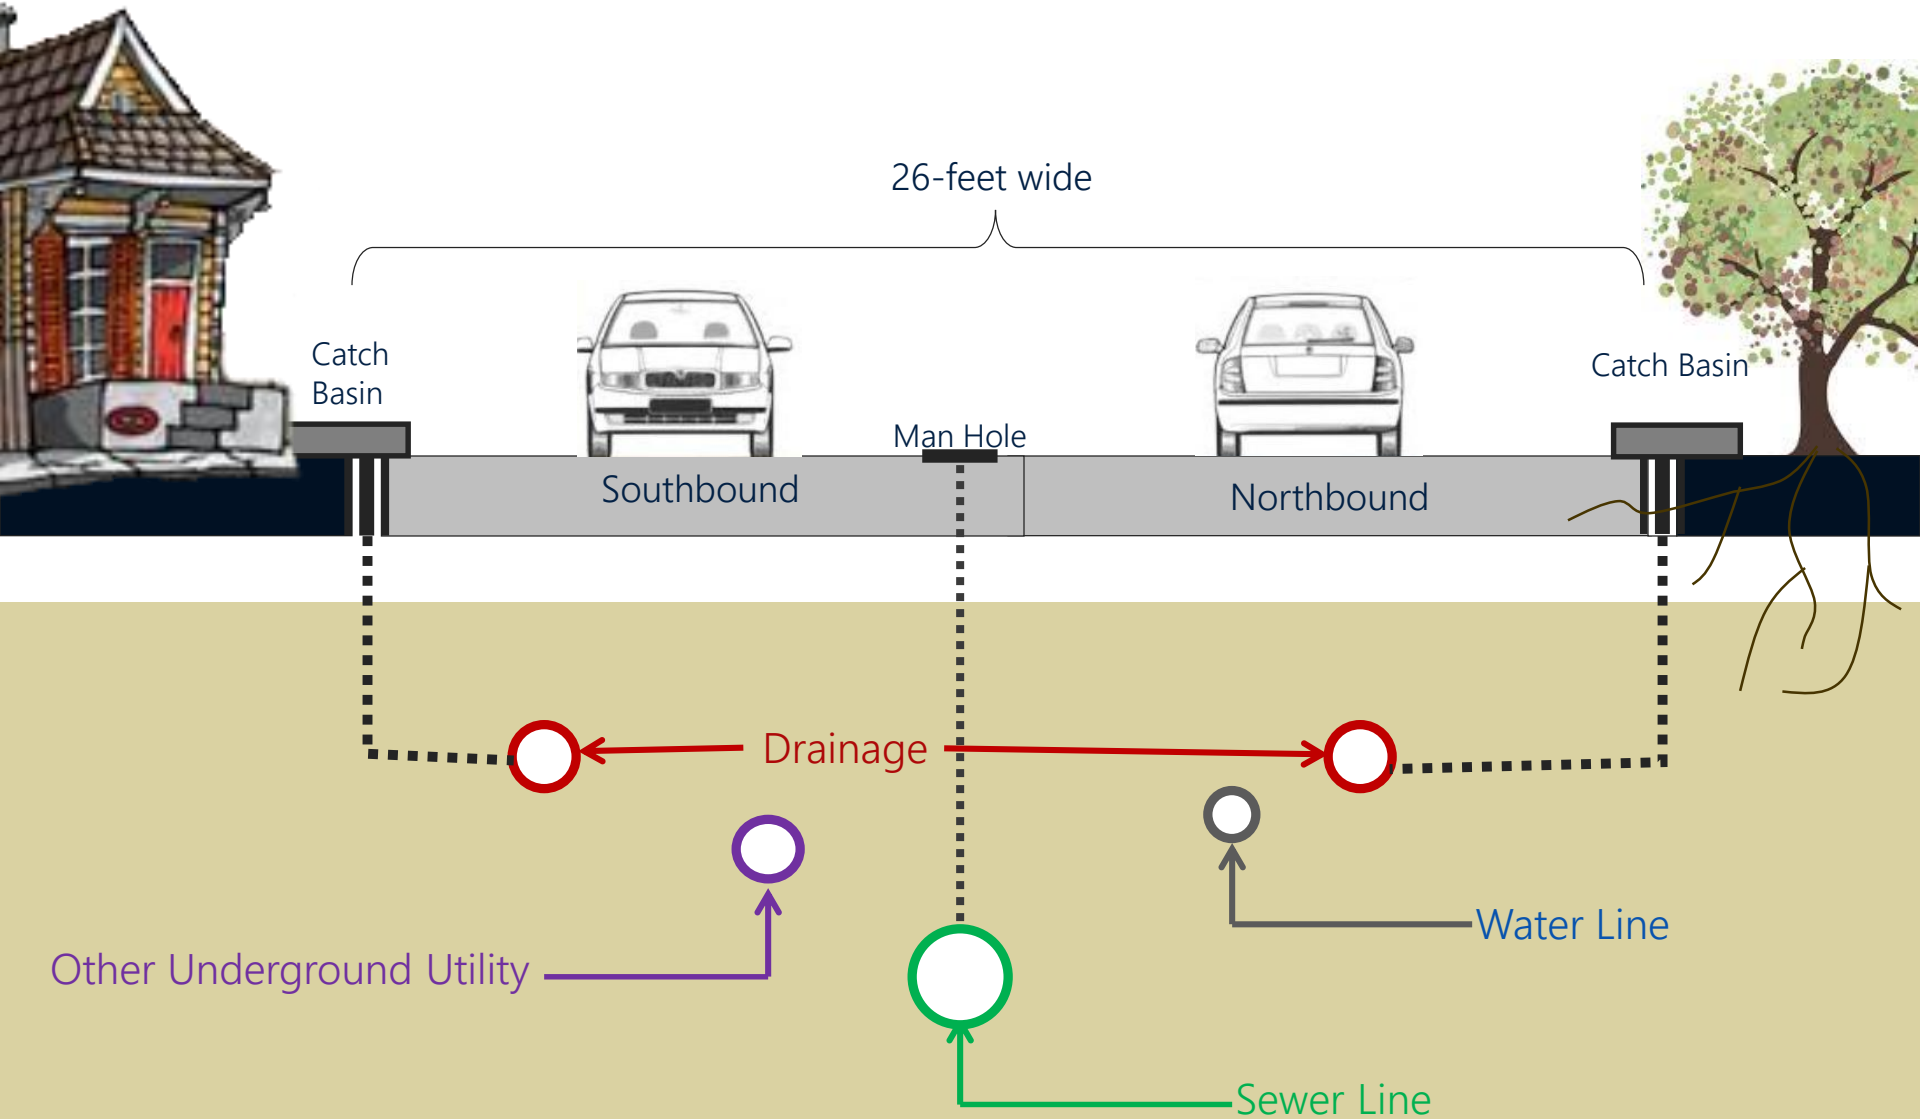 26-feet wide
Catch
Basin
Catch Basin
Man Hole
Southbound
Northbound
Drainage
Water Line
Other Underground Utility
Sewer Line